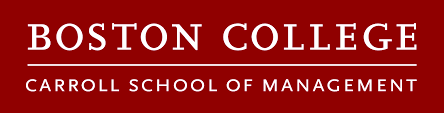 BOSTON COLLEGE
CARROLL SCHOOL OF MANAGEMENT